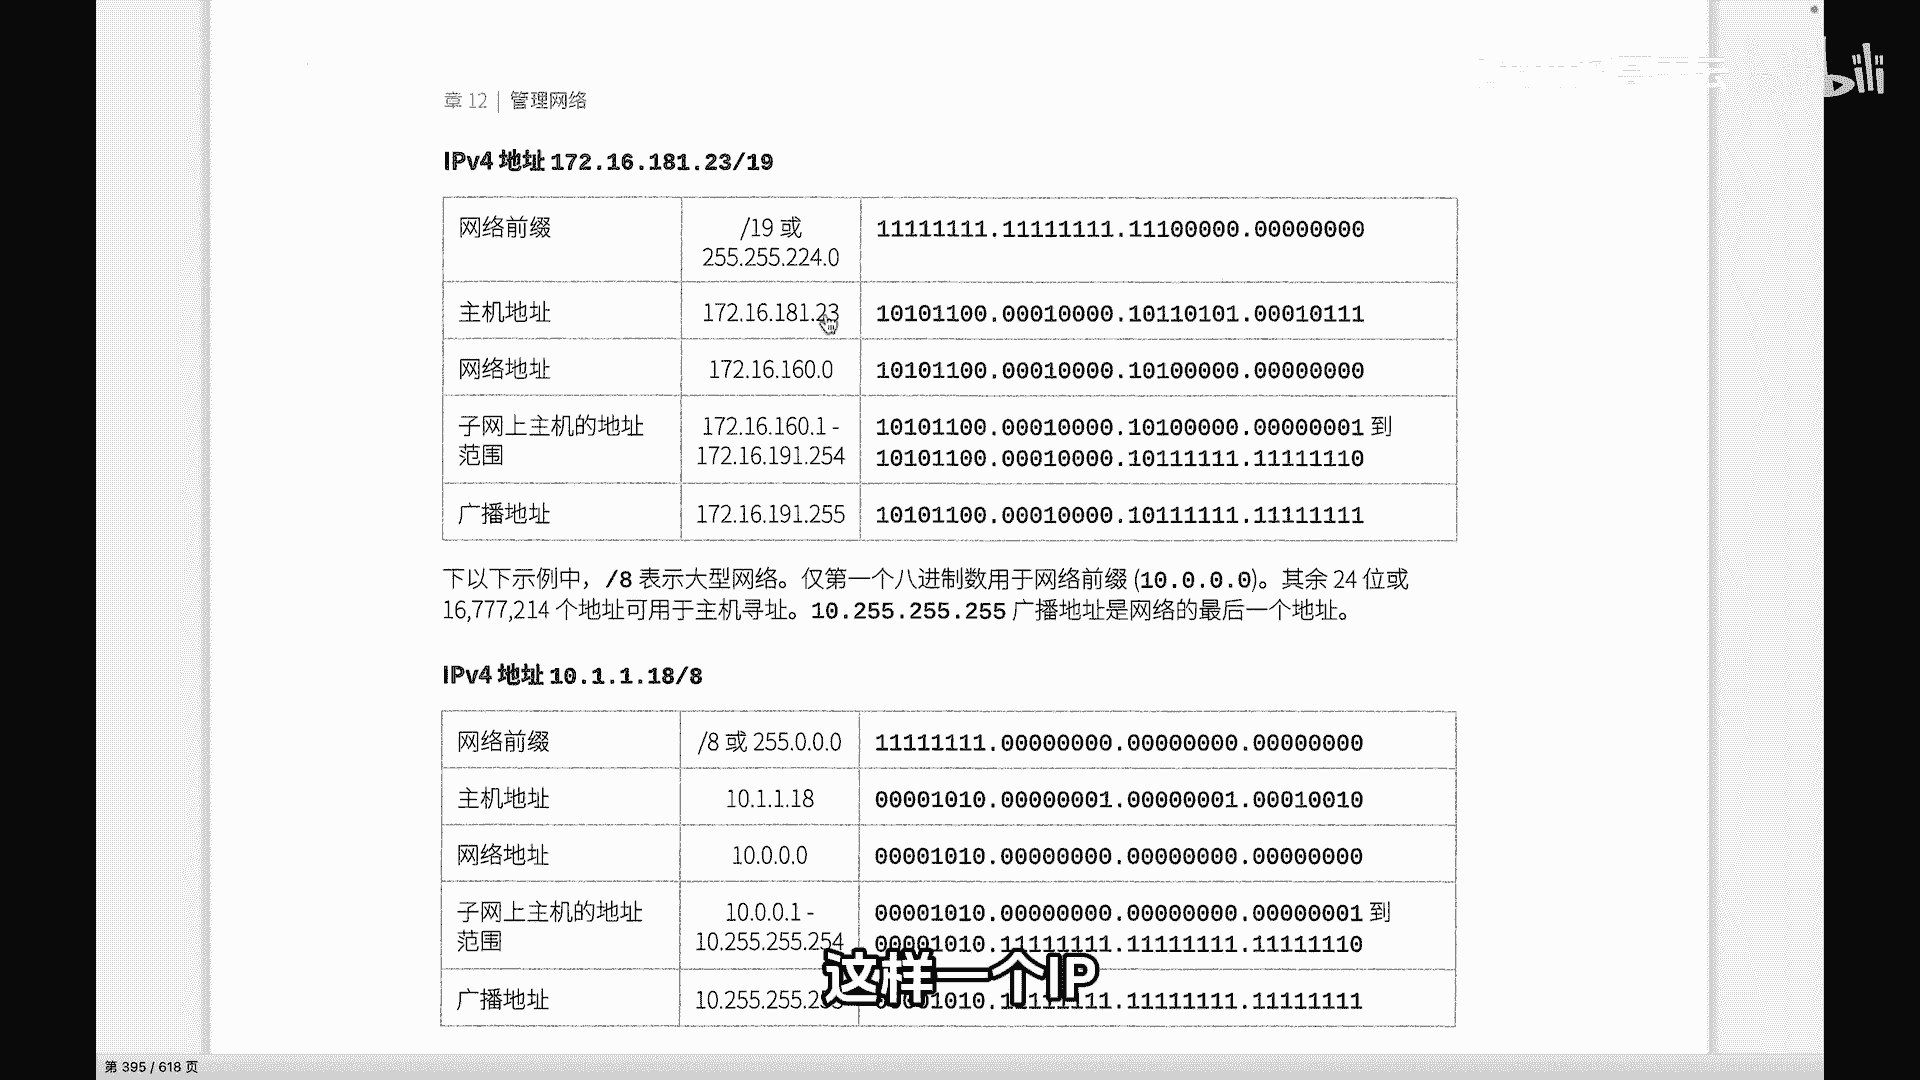 bili
章 12 | 管理网络
IPv4 地址 172.16.181.23/19
网络前缀
/19 或
255.255.224.0
11111111.11111111.11100000.00000000
主机地址
172.16.181.23
10101100.00010000.10110101.00010111
网络地址
172.16.160.0
10101100.00010000.10100000.00000000
子网上主机的地址
范围
172.16.160.1 -
172.16.191.254
10101100.00010000.10100000.00000001 到
10101100.00010000.10111111.11111110
广播地址
172.16.191.255
10101100.00010000.10111111.11111111
下以下示例中，/8 表示大型网络。仅第一个八进制数用于网络前缀 (10.0.0.0)。其余 24 位或
16,777,214 个地址可用于主机寻址。10.255.255.255 广播地址是网络的最后一个地址。
IPv4 地址 10.1.1.18/8
网络前缀
/8 或 255.0.0.0
11111111.00000000.00000000.00000000
主机地址
10.1.1.18
00001010.00000001.00000001.00010010
网络地址
10.0.0.0
00001010.00000000.00000000.00000000
子网上主机的地址
范围
10.0.0.1 -
10.255.255.254
00001010.00000000.00000000.00000001 到
00001010.11111111.11111111.11111110
广播地址
10.255.255.255
00001010.11111111.11111111.11111111
这样一个IP
第 395 / 618 页